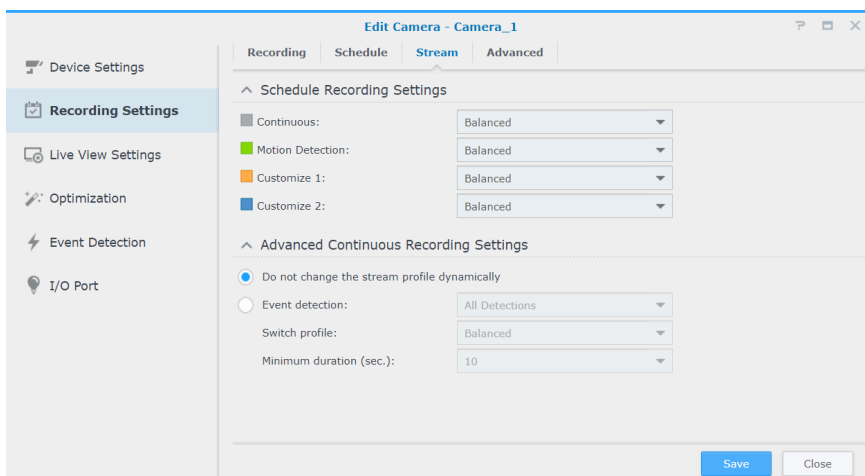 Edit Camera - Camera_1
Device Settings
Recording Settings
Live View Settings
Optimization
Event Detection
I/O Port
Recording
Schedule
Stream
Advanced
Schedule Recording Settings
Continuous: Balanced
Motion Detection: Balanced
Customize 1: Balanced
Customize 2: Balanced
Advanced Continuous Recording Settings
Do not change the stream profile dynamically
Event detection: All Detections
Switch profile: Balanced
Minimum duration (sec.): 10
Save
Close